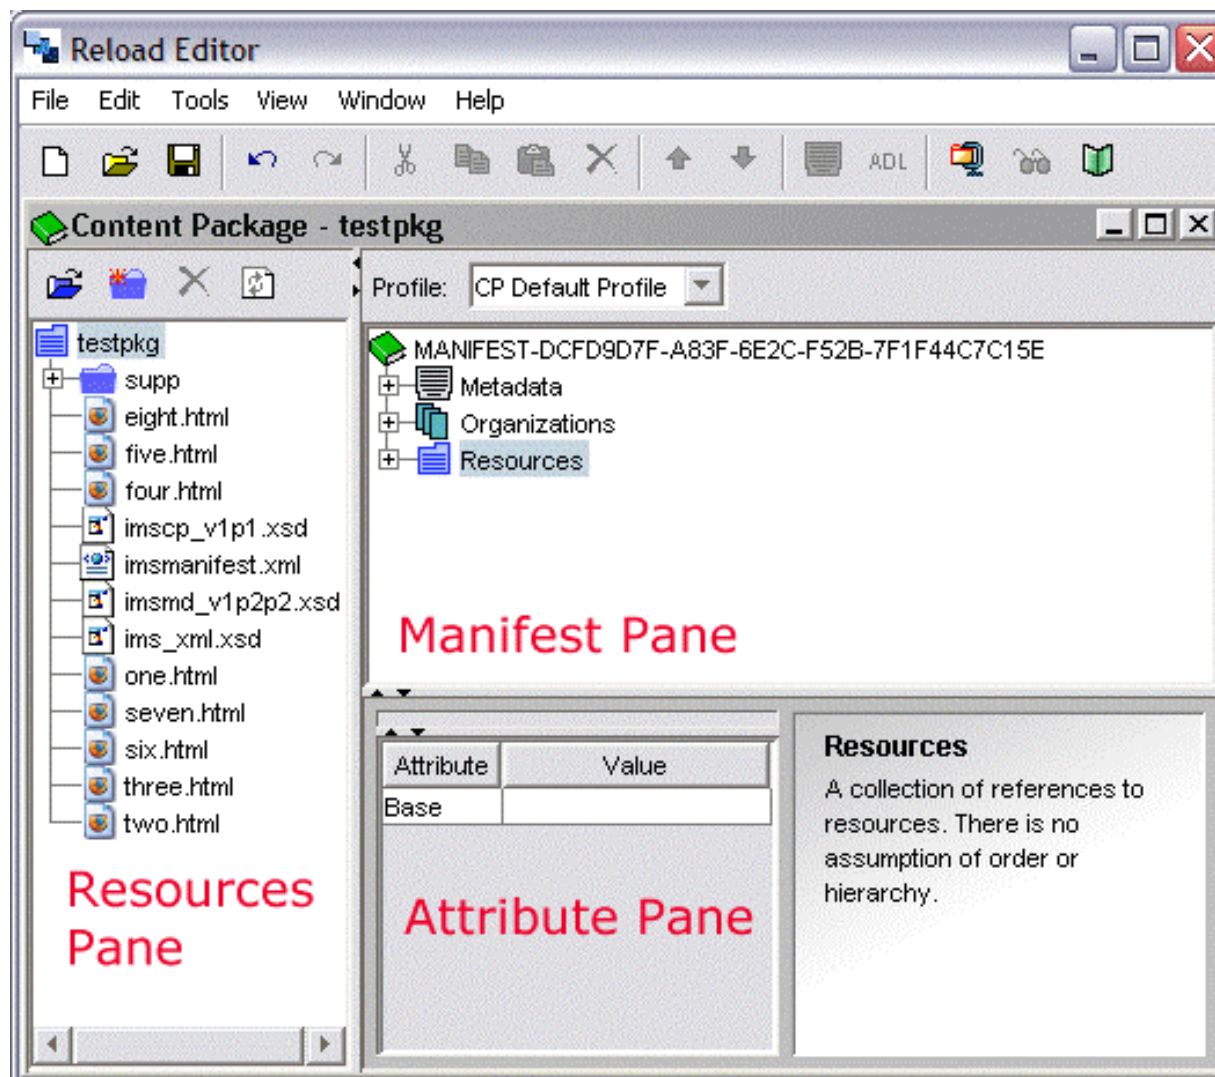 Reload Editor
File Edit Tools View Window Help
ADL
Content Package - testpkg
Profile: CP Default Profile
testpkg
supp
eight.html
five.html
four.html
imscp_v1p1.xsd
imsmanifest.xml
imsmd_v1p2p2.xsd
ims_xml.xsd
one.html
seven.html
six.html
three.html
two.html
Resources
Pane
MANIFEST-DCFD9D7F-A83F-6E2C-F52B-7F1F44C7C15E
Metadata
Organizations
Resources
Manifest Pane
Attribute Value
Base
Attribute Pane
Resources
A collection of references to
resources. There is no
assumption of order or
hierarchy.